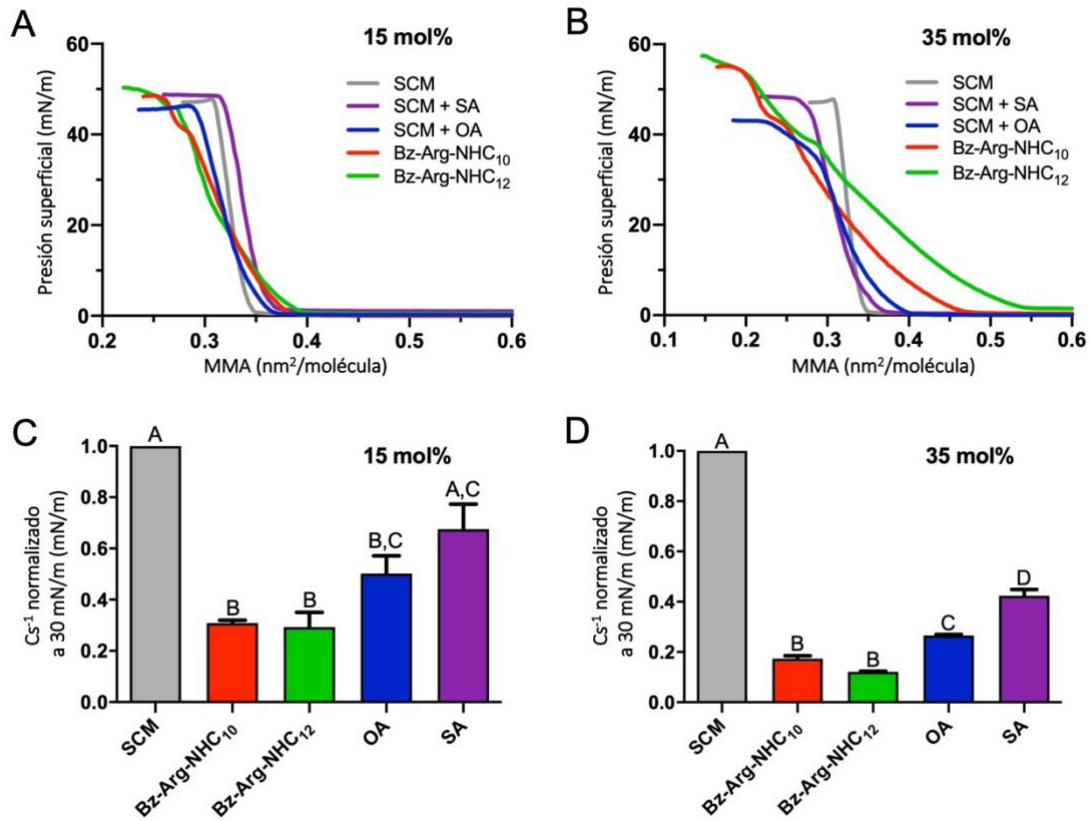 A
15 mol%
Presión superficial (mN/m)
60
40
20
0
SCM
SCM + SA
SCM + OA
Bz-Arg-NHC₁₀
Bz-Arg-NHC₁₂
0.2 0.3 0.4 0.5 0.6
MMA (nm²/molécula)
B
35 mol%
Presión superficial (mN/m)
60
40
20
0
SCM
SCM + SA
SCM + OA
Bz-Arg-NHC₁₀
Bz-Arg-NHC₁₂
0.1 0.2 0.3 0.4 0.5 0.6
MMA (nm²/molécula)
C
15 mol%
Cs⁻¹ normalizado
a 30 mN/m (mN/m)
1.0
0.8
0.6
0.4
0.2
0.0
A
B
B
B,C
A,C
SCM
Bz-Arg-NHC₁₀
Bz-Arg-NHC₁₂
OA
SA
D
35 mol%
Cs⁻¹ normalizado
a 30 mN/m (mN/m)
1.0
0.8
0.6
0.4
0.2
0.0
A
B
B
C
D
SCM
Bz-Arg-NHC₁₀
Bz-Arg-NHC₁₂
OA
SA